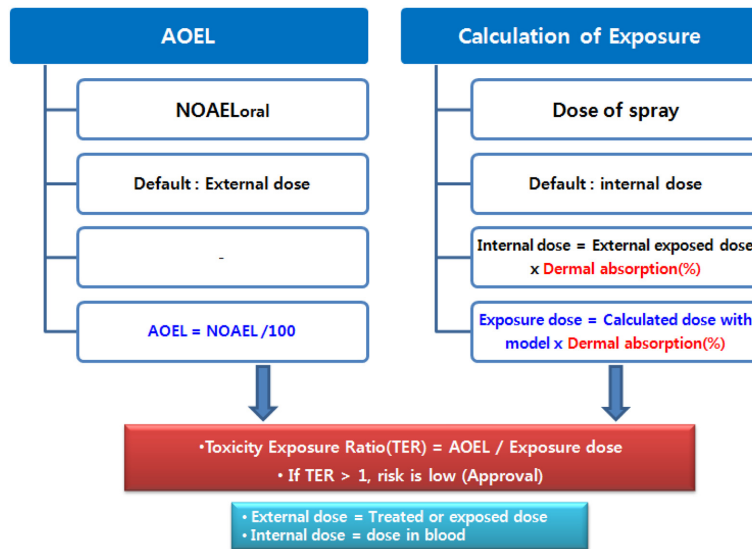 AOEL
NOAELoral
Default : External dose
-
AOEL = NOAEL /100
Calculation of Exposure
Dose of spray
Default : internal dose
Internal dose = External exposed dose
x Dermal absorption(%)
Exposure dose = Calculated dose with
model x Dermal absorption(%)
•Toxicity Exposure Ratio(TER) = AOEL / Exposure dose
• If TER > 1, risk is low (Approval)
• External dose = Treated or exposed dose
• Internal dose = dose in blood